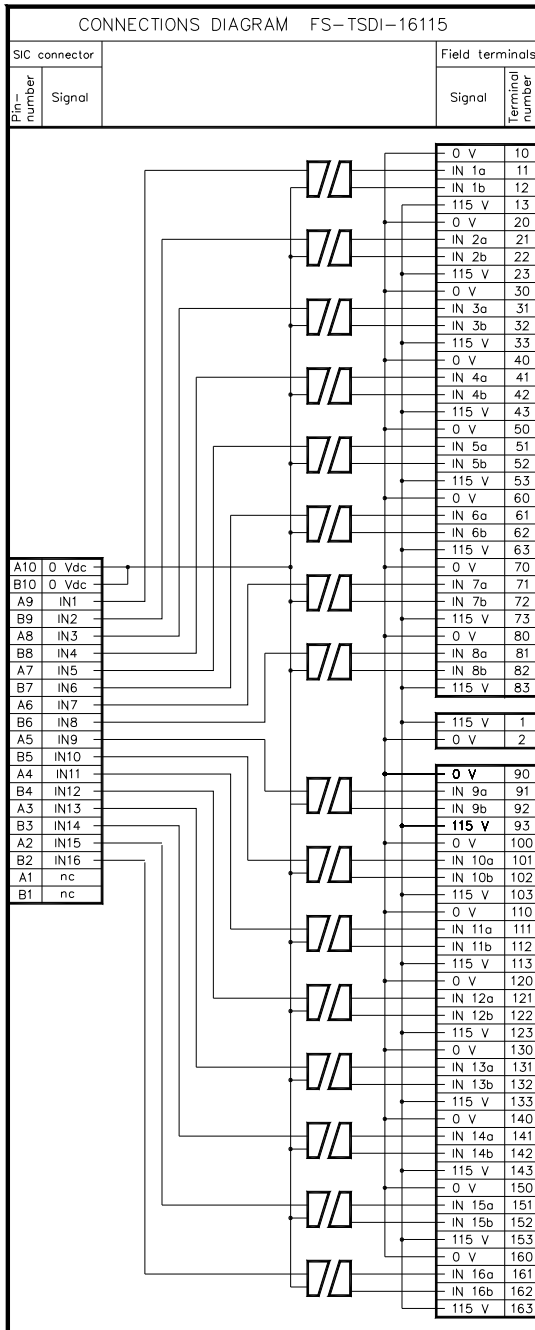 CONNECTIONS DIAGRAM FS-TSDI-16115
SIC connector
Field terminals
Pin-
number
Signal
Signal
Terminal
number
0 V 10
IN 1a 11
IN 1b 12
115 V 13
0 V 20
IN 2a 21
IN 2b 22
115 V 23
0 V 30
IN 3a 31
IN 3b 32
115 V 33
0 V 40
IN 4a 41
IN 4b 42
115 V 43
0 V 50
IN 5a 51
IN 5b 52
115 V 53
0 V 60
IN 6a 61
IN 6b 62
115 V 63
0 V 70
IN 7a 71
IN 7b 72
115 V 73
0 V 80
IN 8a 81
IN 8b 82
115 V 83
115 V 1
0 V 2
0 V 90
IN 9a 91
IN 9b 92
115 V 93
0 V 100
IN 10a 101
IN 10b 102
115 V 103
0 V 110
IN 11a 111
IN 11b 112
115 V 113
0 V 120
IN 12a 121
IN 12b 122
115 V 123
0 V 130
IN 13a 131
IN 13b 132
115 V 133
0 V 140
IN 14a 141
IN 14b 142
115 V 143
0 V 150
IN 15a 151
IN 15b 152
115 V 153
0 V 160
IN 16a 161
IN 16b 162
115 V 163
A10 0 Vdc
B10 0 Vdc
A9 IN1
B9 IN2
A8 IN3
B8 IN4
A7 IN5
B7 IN6
A6 IN7
B6 IN8
A5 IN9
B5 IN10
A4 IN11
B4 IN12
A3 IN13
B3 IN14
A2 IN15
B2 IN16
A1 nc
B1 nc